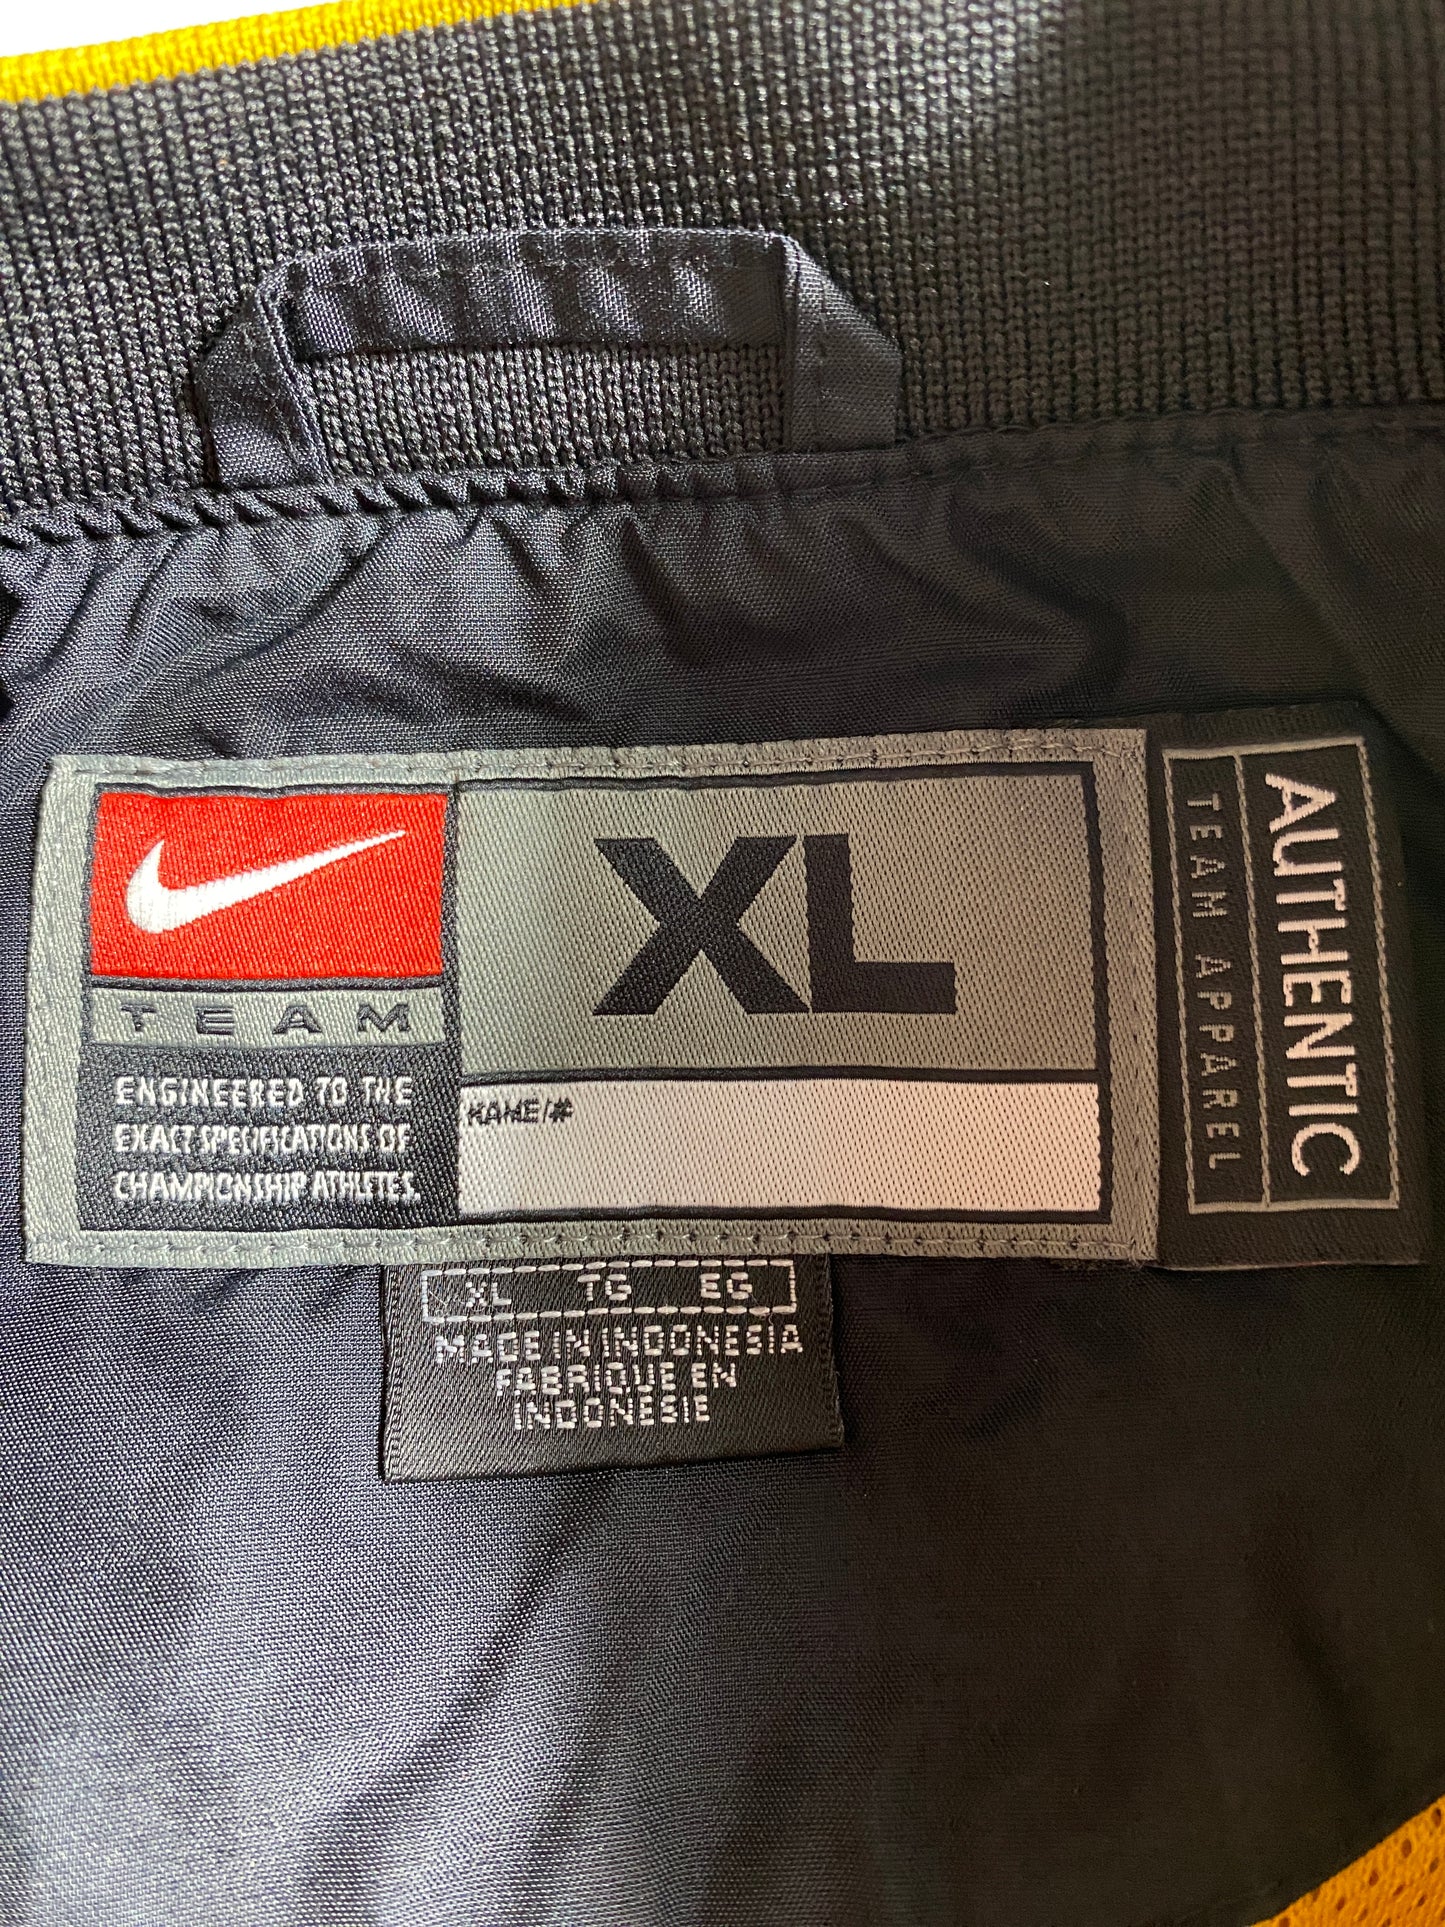 TEAM
ENGINEERED TO THE
EXACT SPECIFICATIONS OF
CHAMPIONSHIP ATHLETES.
XL
NAME/#
AUTHENTIC
TEAM APPAREL
XL TG EG
MADE IN INDONESIA
FABRIQUE EN
INDONESIE